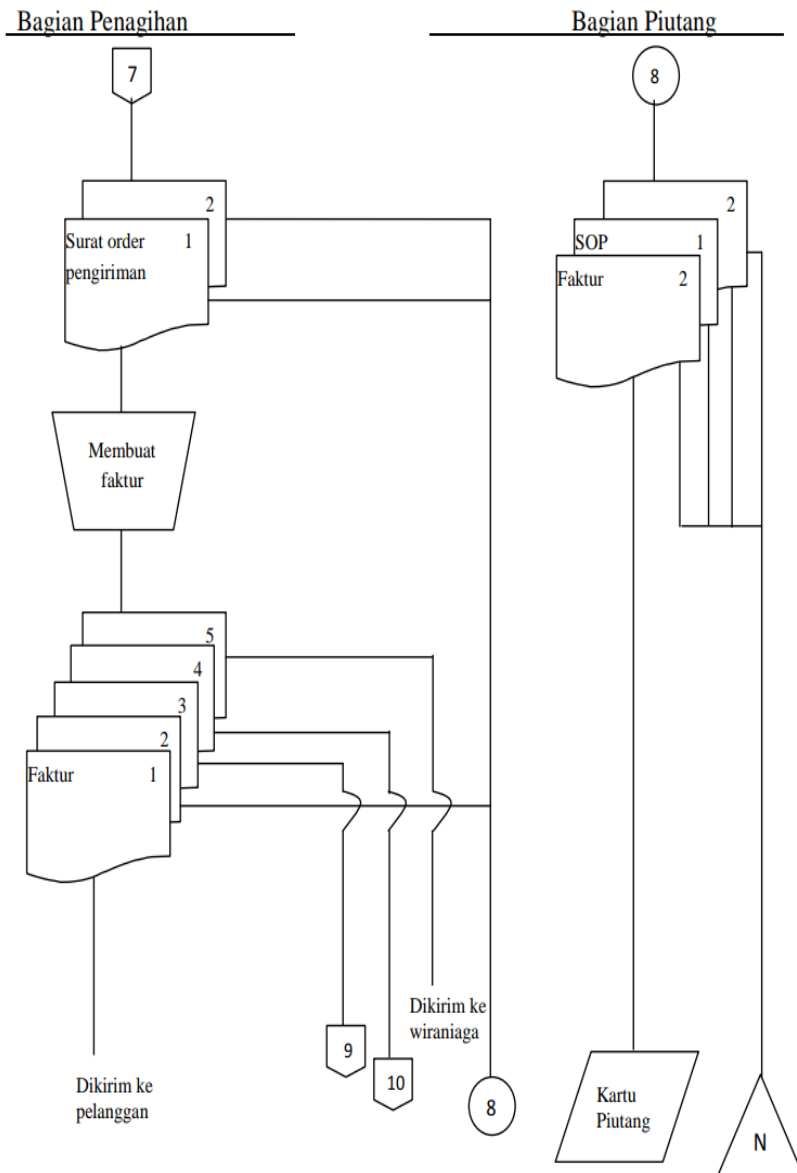 Bagian Penagihan
7
2
Surat order 1
pengiriman
Membuat
faktur
5
4
3
2
Faktur 1
Dikirim ke
pelanggan
9
10
Dikirim ke
wiraniaga
8
Bagian Piutang
8
2
SOP 1
Faktur 2
Kartu
Piutang
N